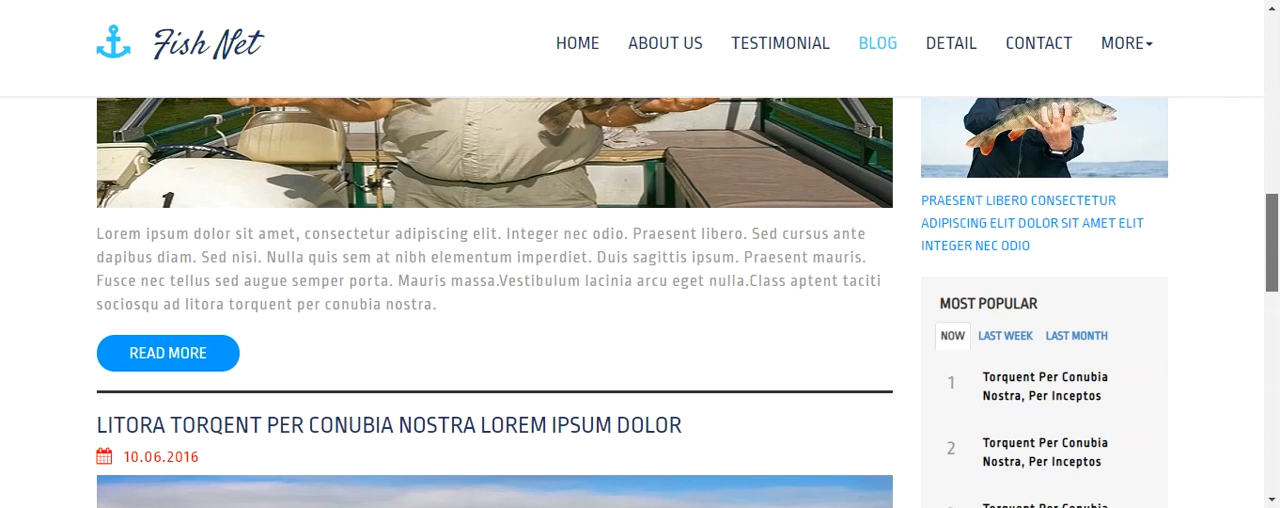 Fish Net
HOME ABOUT US TESTIMONIAL BLOG DETAIL CONTACT MORE
1
Lorem ipsum dolor sit amet, consectetur adipiscing elit. Integer nec odio. Praesent libero. Sed cursus ante
dapibus diam. Sed nisi. Nulla quis sem at nibh elementum imperdiet. Duis sagittis ipsum. Praesent mauris.
Fusce nec tellus sed augue semper porta. Mauris massa.Vestibulum lacinia arcu eget nulla.Class aptent taciti
sociosqu ad litora torquent per conubia nostra.
READ MORE
LITORA TORQENT PER CONUBIA NOSTRA LOREM IPSUM DOLOR
10.06.2016
PRAESENT LIBERO CONSECTETUR
ADIPISCING ELIT DOLOR SIT AMET ELIT
INTEGER NEC ODIO
MOST POPULAR
NOW LAST WEEK LAST MONTH
1 Torquent Per Conubia
Nostra, Per Inceptos
2 Torquent Per Conubia
Nostra, Per Inceptos
Torquent Per Conubia